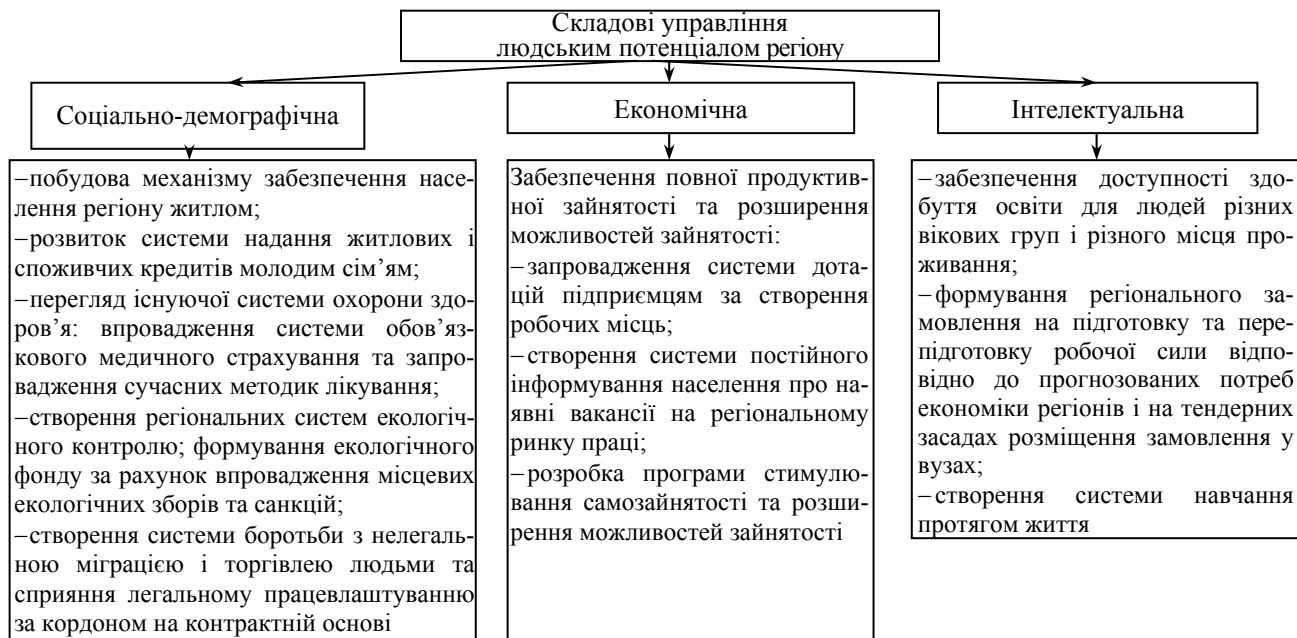 Складові управління
людським потенціалом регіону
Соціально-демографічна
Економічна
Інтелектуальна
–побудова механізму забезпечення насе-
лення регіону житлом;
–розвиток системи надання житлових і
споживчих кредитів молодим сім’ям;
–перегляд існуючої системи охорони здо-
ров’я: впровадження системи обов’яз-
кового медичного страхування та запро-
вадження сучасних методик лікування;
–створення регіональних систем екологіч-
ного контролю; формування екологічного
фонду за рахунок впровадження місцевих
екологічних зборів та санкцій;
–створення системи боротьби з нелегаль-
ною міграцією і торгівлею людьми та
сприяння легальному працевлаштуванню
за кордоном на контрактній основі
Забезпечення повної продуктив-
ної зайнятості та розширення
можливостей зайнятості:
–запровадження системи дота-
цій підприємцям за створення
робочих місць;
–створення системи постійного
інформування населення про на-
явні вакансії на регіональному
ринку праці;
–розробка програми стимулю-
вання самозайнятості та розши-
рення можливостей зайнятості
–забезпечення доступності здо-
буття освіти для людей різних
вікових груп і різного місця про-
живання;
–формування регіонального за-
мовлення на підготовку та пере-
підготовку робочої сили відпо-
відно до прогнозованих потреб
економіки регіонів і на тендерних
засадах розміщення замовлення у
вузах;
–створення системи навчання
протягом життя